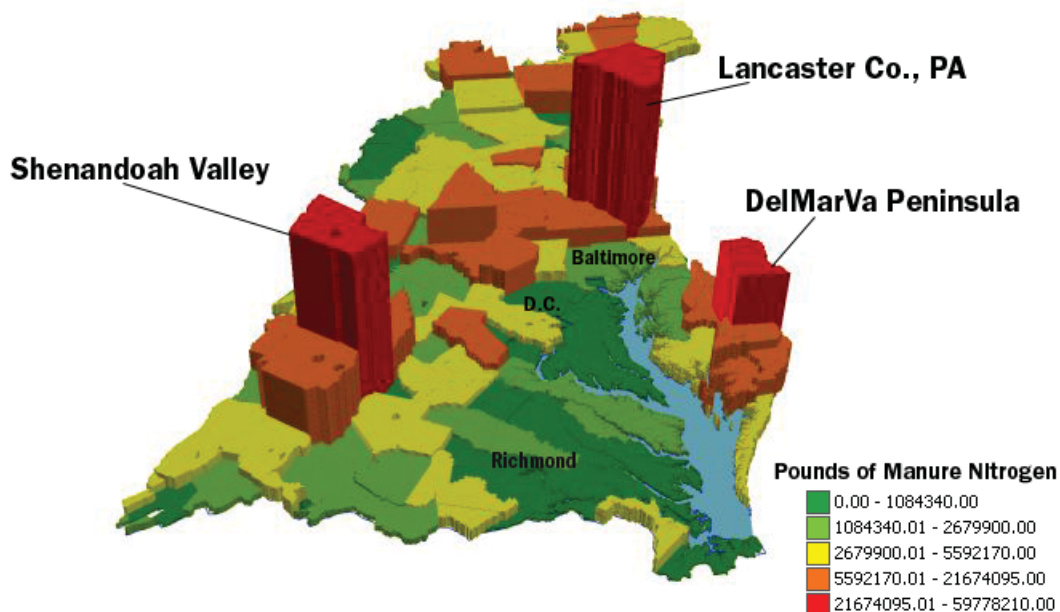 Lancaster Co., PA
Shenandoah Valley
DelMarVa Peninsula
Baltimore
D.C.
Richmond
Pounds of Manure NItrogen
0.00 - 1084340.00
1084340.01 - 2679900.00
2679900.01 - 5592170.00
5592170.01 - 21674095.00
21674095.01 - 59778210.00